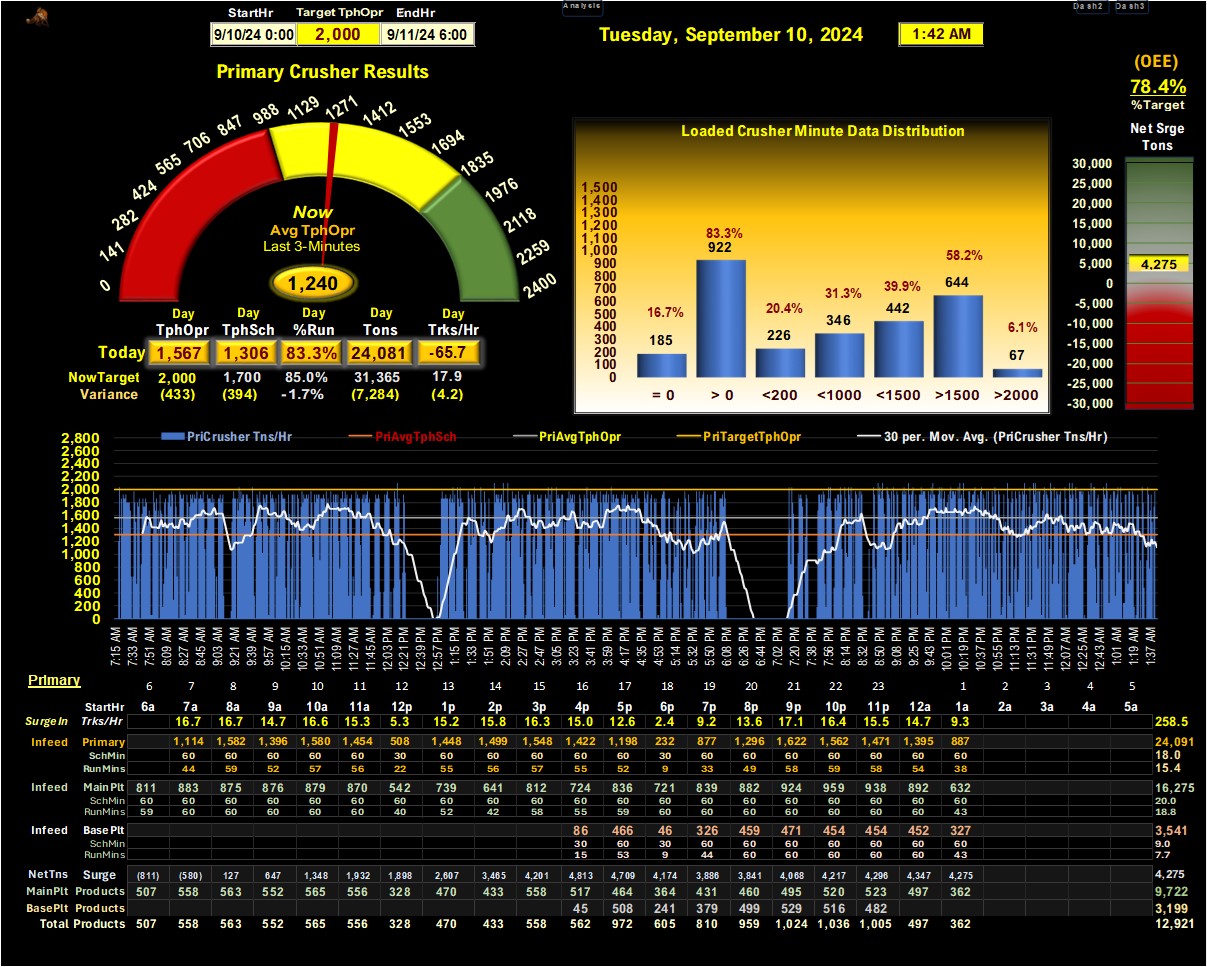 Analysis
Dash2 Dash3
StartHr Target TphOpr EndHr
9/10/24 0:00 2,000 9/11/24 6:00
Tuesday, September 10, 2024 1:42 AM
(OEE)
78.4%
%Target
Primary Crusher Results
0 141 282 424 565 706 847 988 1129 1271 1412 1553 1694 1835 1976 2118 2259 2400
Now
Avg TphOpr
Last 3-Minutes
1,240
Loaded Crusher Minute Data Distribution
1,500
1,400
1,300
1,200
1,100
1,000
900
800
700
600
500
400
300
200
100
0
16.7% 83.3% 20.4% 31.3% 39.9% 58.2% 6.1%
185 922 226 346 442 644 67
= 0 > 0 <200 <1000 <1500 >1500 >2000
Net Srge
Tons
30,000
25,000
20,000
15,000
10,000
5,000
0
-5,000
-10,000
-15,000
-20,000
-25,000
-30,000
4,275
Day Day Day Day Day
TphOpr TphSch %Run Tons Trks/Hr
Today 1,567 1,306 83.3% 24,081 -65.7
NowTarget 2,000 1,700 85.0% 31,365 17.9
Variance (433) (394) -1.7% (7,284) (4.2)
PriCrusher Tns/Hr PriAvgTphSch PriAvgTphOpr PriTargetTphOpr 30 per. Mov. Avg. (PriCrusher Tns/Hr)
2,800
2,600
2,400
2,200
2,000
1,800
1,600
1,400
1,200
1,000
800
600
400
200
0
7:15 AM 7:33 AM 7:51 AM 8:09 AM 8:27 AM 8:45 AM 9:03 AM 9:21 AM 9:39 AM 9:57 AM 10:15 AM 10:33 AM 10:51 AM 11:09 AM 11:27 AM 11:45 AM 12:03 PM 12:21 PM 12:39 PM 12:57 PM 1:15 PM 1:33 PM 1:51 PM 2:09 PM 2:27 PM 2:47 PM 3:05 PM 3:23 PM 3:41 PM 3:59 PM 4:17 PM 4:35 PM 4:53 PM 5:14 PM 5:32 PM 5:50 PM 6:08 PM 6:26 PM 6:44 PM 7:02 PM 7:20 PM 7:38 PM 8:14 PM 8:32 PM 8:50 PM 9:08 PM 9:25 PM 9:43 PM 10:01 PM 10:37 PM 10:55 PM 11:13 PM 11:31 PM 11:49 PM 12:07 AM 12:25 AM 12:43 AM 1:01 AM 1:19 AM 1:37 AM
Primary
6 7 8 9 10 11 12 13 14 15 16 17 18 19 20 21 22 23 1 2 3 4 5
StartHr 6a 7a 8a 9a 10a 11a 12p 1p 2p 3p 4p 5p 6p 7p 8p 9p 10p 11p 12a 1a 2a 3a 4a 5a
SurgeIn Trks/Hr 16.7 16.7 14.7 16.6 15.3 5.3 15.2 15.8 16.3 15.0 12.6 2.4 9.2 13.6 17.1 16.4 15.5 14.7 9.3 258.5
Infeed Primary 1,114 1,582 1,396 1,580 1,454 508 1,448 1,499 1,548 1,422 1,198 232 877 1,296 1,622 1,562 1,471 1,395 887 24,091
SchMin 60 60 60 60 60 30 60 60 60 60 60 30 60 60 60 60 60 60 60 18.0
RunMins 44 59 52 57 56 22 55 56 57 55 52 9 33 49 58 59 58 54 38 15.4
Infeed MainPlt 811 883 875 876 879 870 542 739 641 812 724 836 721 839 882 924 959 938 892 632 16,275
SchMin 60 60 60 60 60 60 60 60 60 60 60 60 60 60 60 60 60 60 60 60 20.0
RunMins 59 60 60 60 60 60 40 52 42 58 55 59 60 60 60 60 60 60 60 43 18.8
Infeed BasePlt 86 466 46 326 459 471 454 454 452 327 3,541
SchMin 30 60 30 60 60 60 60 60 60 60 9.0
RunMins 15 53 9 44 60 60 60 60 60 43 7.7
NetTns Surge (811) (580) 127 647 1,348 1,932 1,898 2,607 3,465 4,201 4,813 4,709 4,174 3,886 3,841 4,068 4,217 4,296 4,347 4,275 4,275
MainPlt Products 507 558 563 552 565 556 328 470 433 558 517 464 364 431 460 495 520 523 497 362 9,722
BasePlt Products 45 508 241 379 499 529 516 482 3,199
Total Products 507 558 563 552 565 556 328 470 433 558 562 972 605 810 959 1,024 1,036 1,005 497 362 12,921